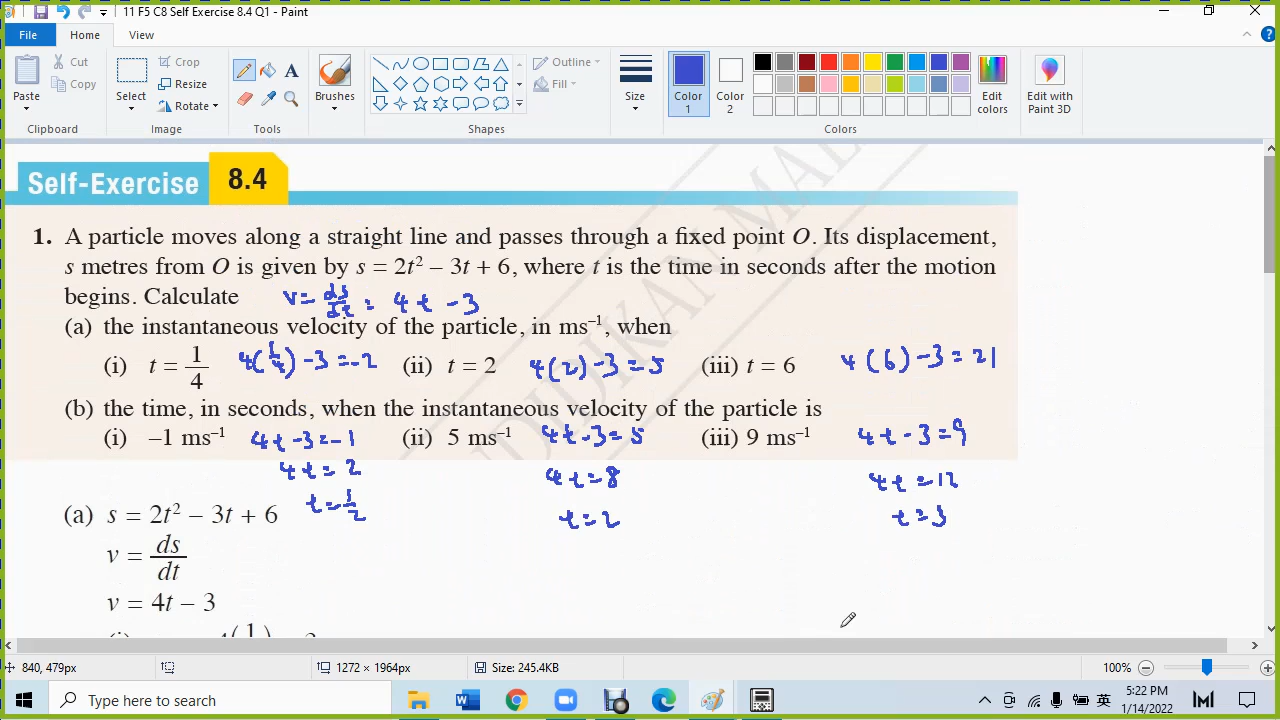 11 F5 C8 Self Exercise 8.4 Q1 - Paint
File Home View
Paste Cut Copy Clipboard
Select Crop Resize Rotate Image
Tools
Brushes
Shapes Outline Fill
Size
Color 1 Color 2 Edit colors Colors
Edit with Paint 3D
Self-Exercise 8.4
1. A particle moves along a straight line and passes through a fixed point O. Its displacement,
s metres from O is given by s = 2t² – 3t + 6, where t is the time in seconds after the motion
begins. Calculate v = ds/dt = 4t - 3
(a) the instantaneous velocity of the particle, in ms⁻¹, when
(i) t = 1/4 4(1/4) - 3 = -2 (ii) t = 2 4(2) - 3 = 5 (iii) t = 6 4(6) - 3 = 21
(b) the time, in seconds, when the instantaneous velocity of the particle is
(i) –1 ms⁻¹ 4t - 3 = -1 (ii) 5 ms⁻¹ 4t - 3 = 5 (iii) 9 ms⁻¹ 4t - 3 = 9
4t = 2 4t = 8 4t = 12
t = 1/2 t = 2 t = 3
(a) s = 2t² – 3t + 6
v = ds/dt
v = 4t – 3
840, 479px 1272 × 1964px Size: 245.4KB 100%
Type here to search 英 5:22 PM
1/14/2022